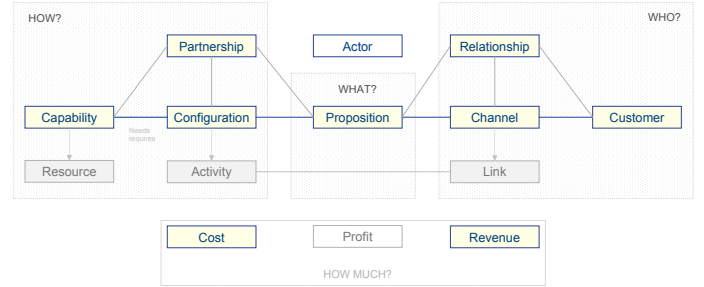 HOW?
WHO?
Partnership
Actor
Relationship
WHAT?
Capability
Configuration
Proposition
Channel
Customer
Needs
requires
Resource
Activity
Link
Cost
Profit
Revenue
HOW MUCH?